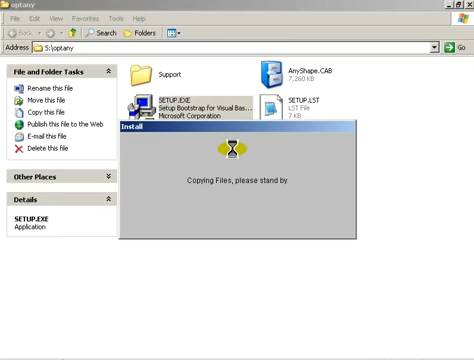 optany
File Edit View Favorites Tools Help
Back Search Folders
Address S:\optany Go
File and Folder Tasks
Rename this file
Move this file
Copy this file
Publish this file to the Web
E-mail this file
Delete this file
Other Places
Details
SETUP.EXE
Application
Support
AnyShape.CAB
7,260 KB
SETUP.EXE
Setup Bootstrap for Visual Bas...
Microsoft Corporation
SETUP.LST
LST File
7 KB
Install
Copying Files, please stand by.